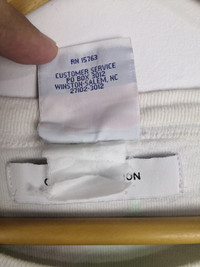 RN 15763
CUSTOMER SERVICE
PO BOX 3012
WINSTON-SALEM, NC
27102-3012